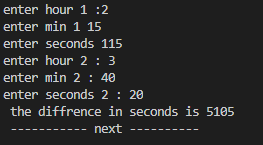 enter hour 1 :2
enter min 1 15
enter seconds 115
enter hour 2 : 3
enter min 2 : 40
enter seconds 2 : 20
 the diffrence in seconds is 5105
 ----------- next ----------